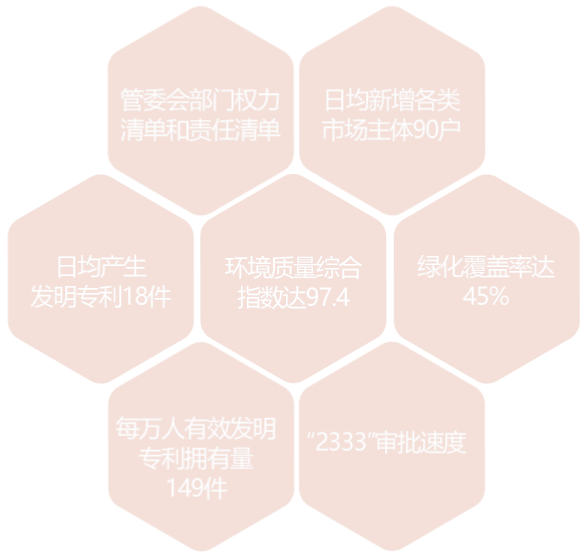 管委会部门权力
清单和责任清单
日均新增各类
市场主体90户
日均产生
发明专利18件
环境质量综合
指数达97.4
绿化覆盖率达
45%
每万人有效发明
专利拥有量
149件
“2333”审批速度